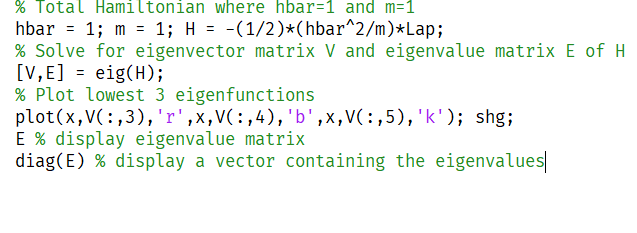 % Total Hamiltonian where hbar=1 and m=1
hbar = 1; m = 1; H = -(1/2)*(hbar^2/m)*Lap;
% Solve for eigenvector matrix V and eigenvalue matrix E of H
[V,E] = eig(H);
% Plot lowest 3 eigenfunctions
plot(x,V(:,3),'r',x,V(:,4),'b',x,V(:,5),'k'); shg;
E % display eigenvalue matrix
diag(E) % display a vector containing the eigenvalues